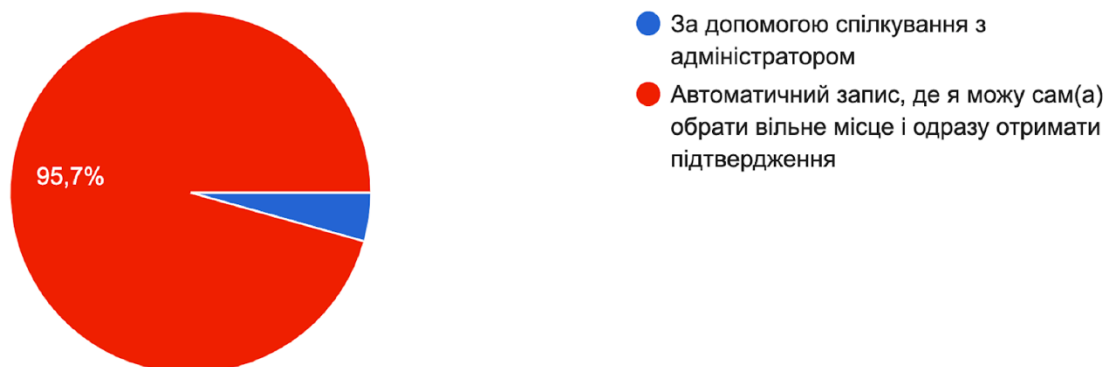 За допомогою спілкування з
адміністратором
Автоматичний запис, де я можу сам(а)
обрати вільне місце і одразу отримати
підтвердження
95,7%